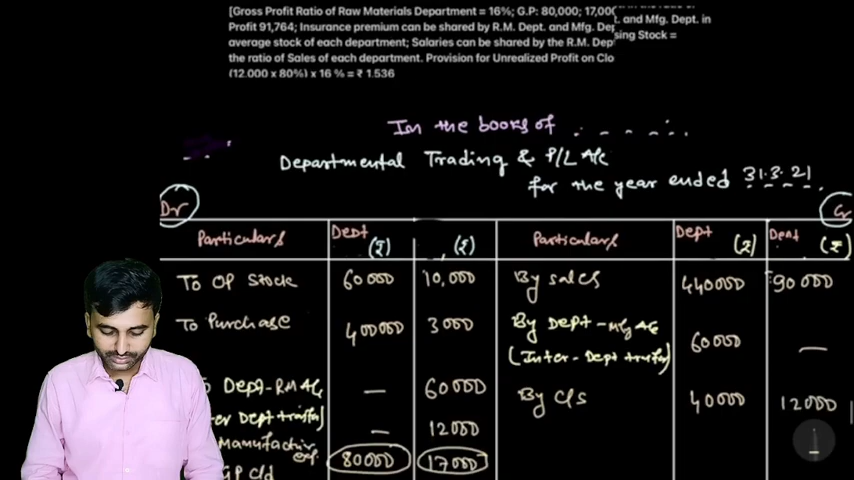 [Gross Profit Ratio of Raw Materials Department = 16%; G.P: 80,000; 17,000
Profit 91,764; Insurance premium can be shared by R.M. Dept. and Mfg. Dep t. and Mfg. Dept. in
average stock of each department; Salaries can be shared by the R.M. Dep sing Stock =
the ratio of Sales of each department. Provision for Unrealized Profit on Clo
(12.000 x 80%) x 16 % = ₹ 1.536
In the books of . - - - - .
Departmental Trading & P/L A/c
for the year ended 31.3.21
Dr Cr
Particulars Dept (₹) (₹) Particulars Dept (₹) Dept (₹)
To OP Stock 60000 10,000 By sales 440000 90000
To Purchase 400000 3000 By Dept-Mfg A/c
(Inter-Dept trasfer) 60000 —
Dept-RM A/c — 60000 By C/s 40000 12000
er Dept trasfer)
Manufacturing exp. — 12000
GP c/d 80000 17000